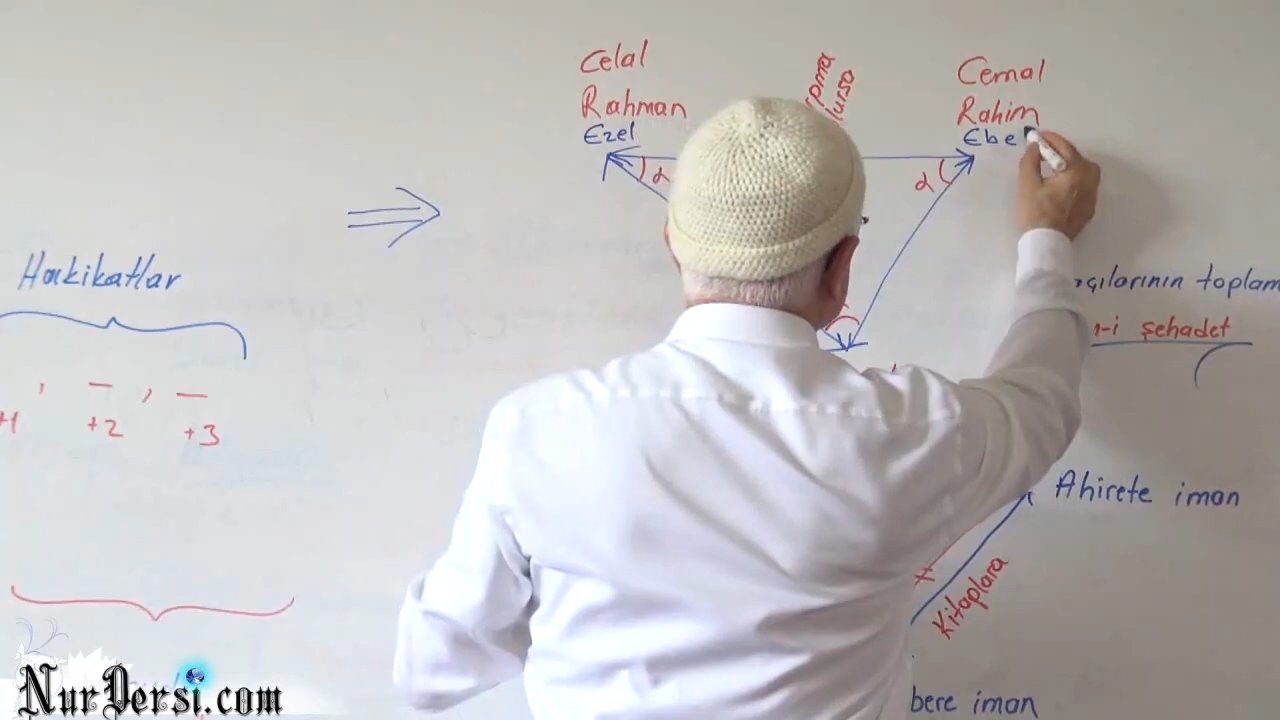 Celal
Rahman
Ezel
Cemal
Rahim
Ebe
α
α
Hakikatlar
, — , —
+1 +2 +3
toplam
şehadet
Ahirete iman
Kitaplara
bere iman
NurDersi.com